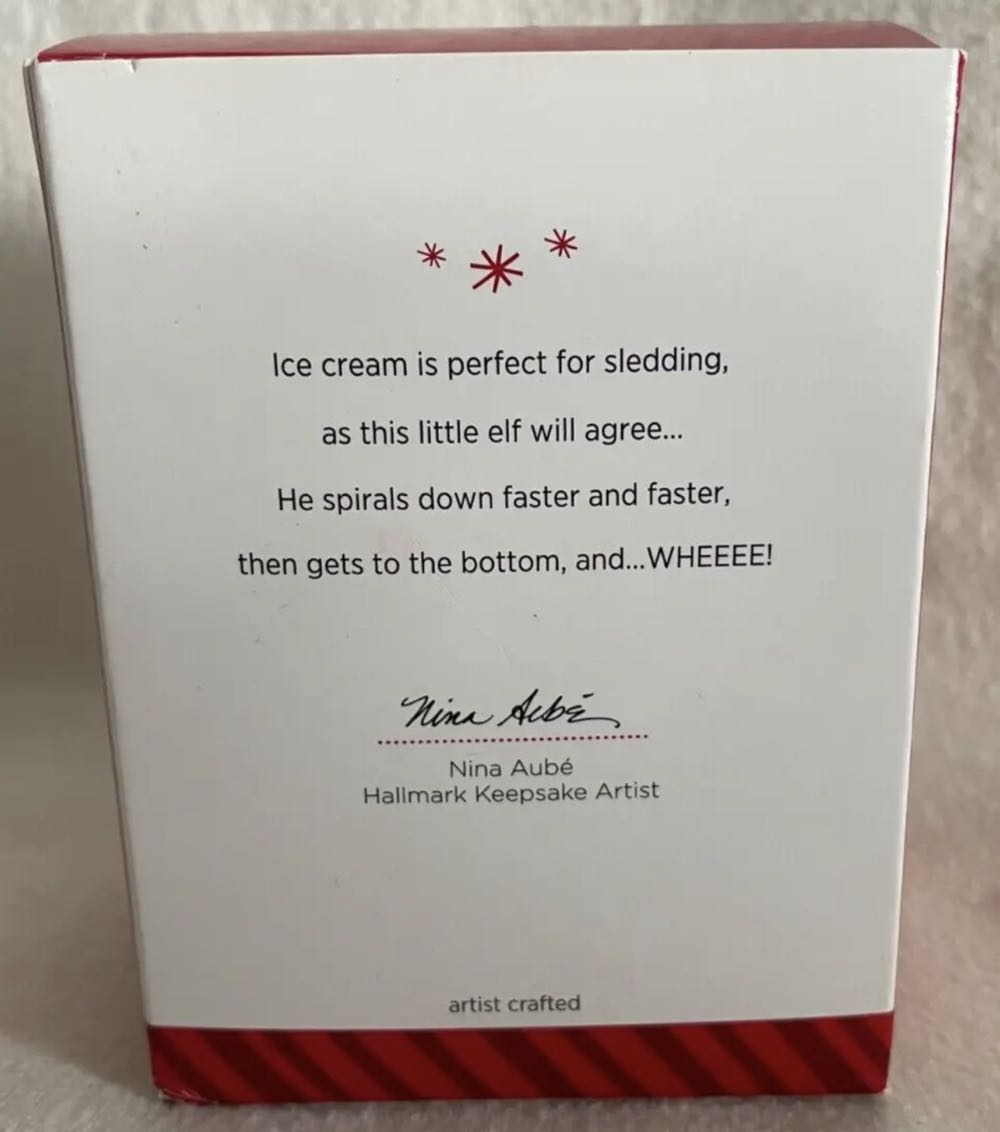 Ice cream is perfect for sledding,
as this little elf will agree...
He spirals down faster and faster,
then gets to the bottom, and...WHEEEE!
Nina Aubé
Nina Aubé
Hallmark Keepsake Artist
artist crafted